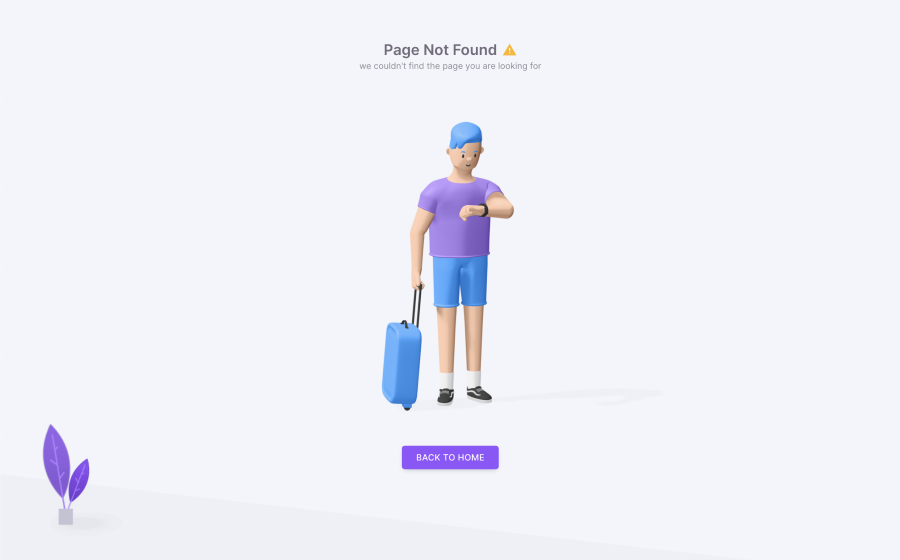 Page Not Found ⚠️
we couldn't find the page you are looking for
BACK TO HOME